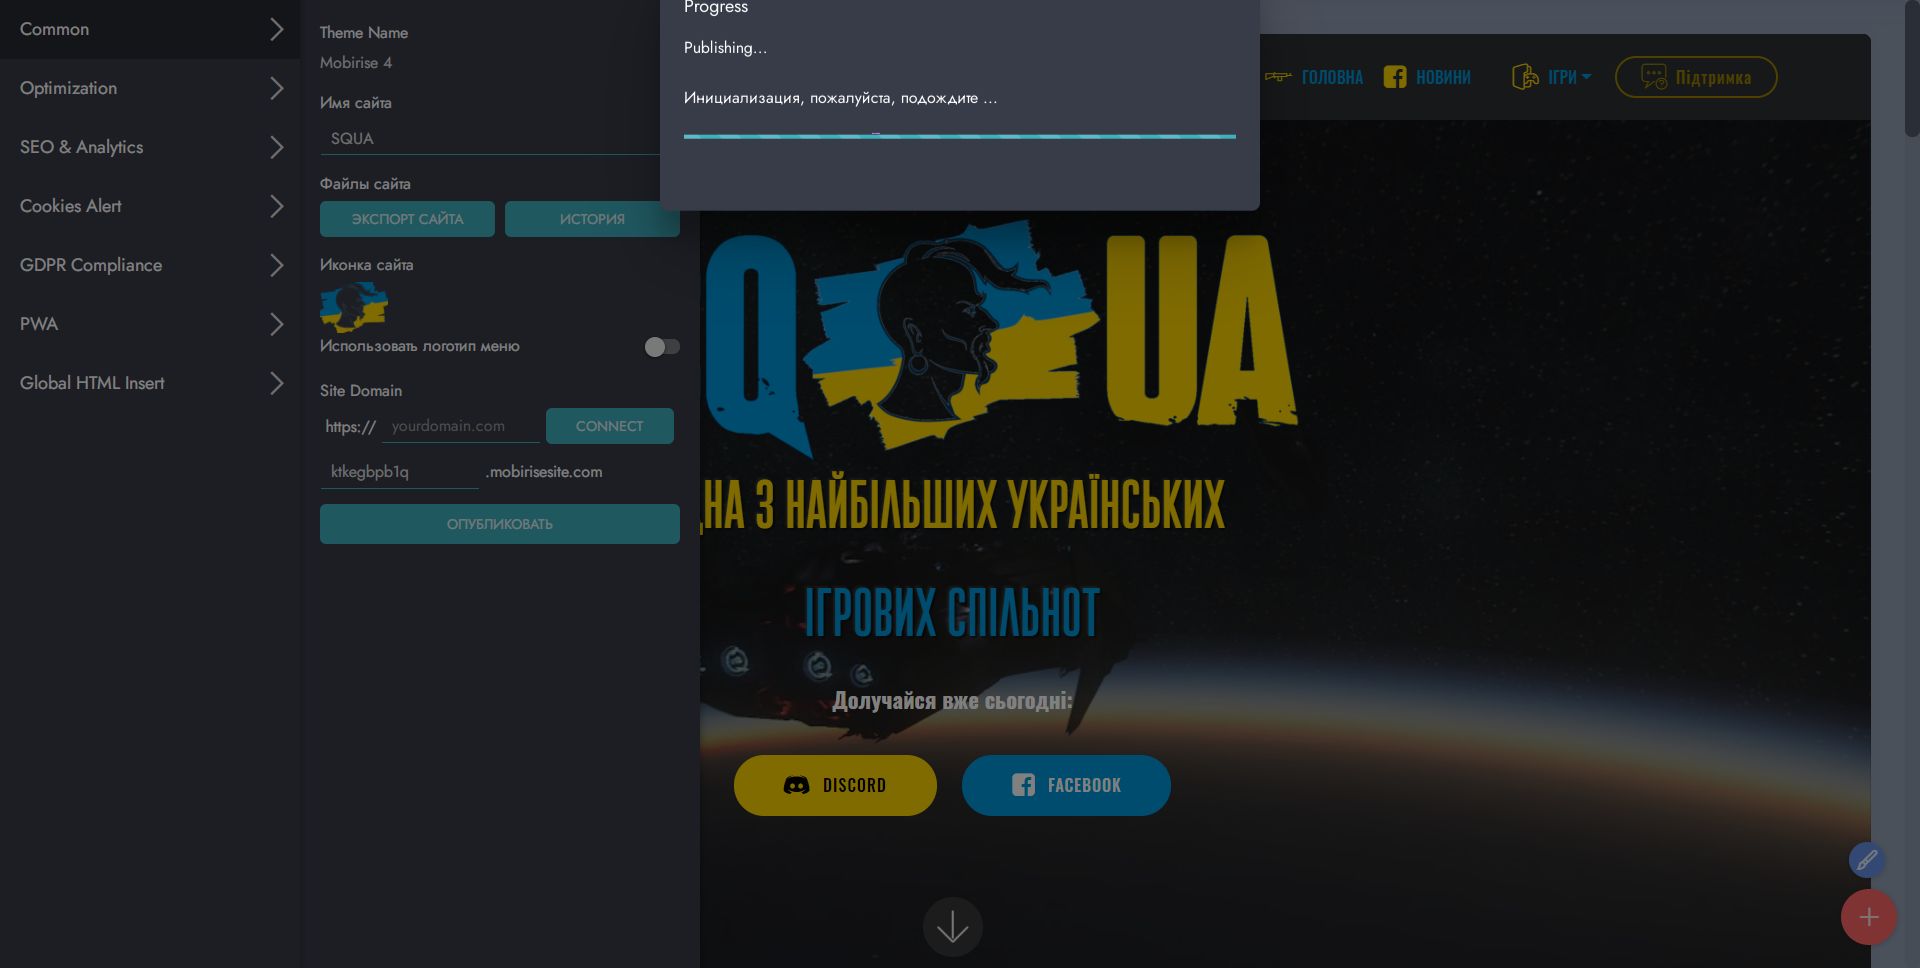 Common
Optimization
SEO & Analytics
Cookies Alert
GDPR Compliance
PWA
Global HTML Insert
Theme Name
Mobirise 4
Имя сайта
SQUA
Файлы сайта
ЭКСПОРТ САЙТА
ИСТОРИЯ
Иконка сайта
Использовать логотип меню
Site Domain
https://
yourdomain.com
CONNECT
ktkegbpb1q
.mobirisesite.com
ОПУБЛИКОВАТЬ
Progress
Publishing...
Инициализация, пожалуйста, подождите ...
ГОЛОВНА
НОВИНИ
ІГРИ
Підтримка
Q UA
НА З НАЙБІЛЬШИХ УКРАЇНСЬКИХ
ІГРОВИХ СПІЛЬНОТ
Долучайся вже сьогодні:
DISCORD
FACEBOOK